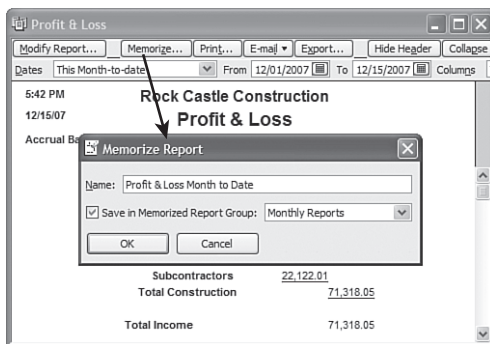 Profit & Loss
Modify Report... Memorize... Print... E-mail Export... Hide Header Collapse
Dates This Month-to-date From 12/01/2007 To 12/15/2007 Columns
5:42 PM Rock Castle Construction
12/15/07 Profit & Loss
Accrual Ba
Memorize Report
Name: Profit & Loss Month to Date
Save in Memorized Report Group: Monthly Reports
OK Cancel
Subcontractors 22,122.01
Total Construction 71,318.05
Total Income 71,318.05